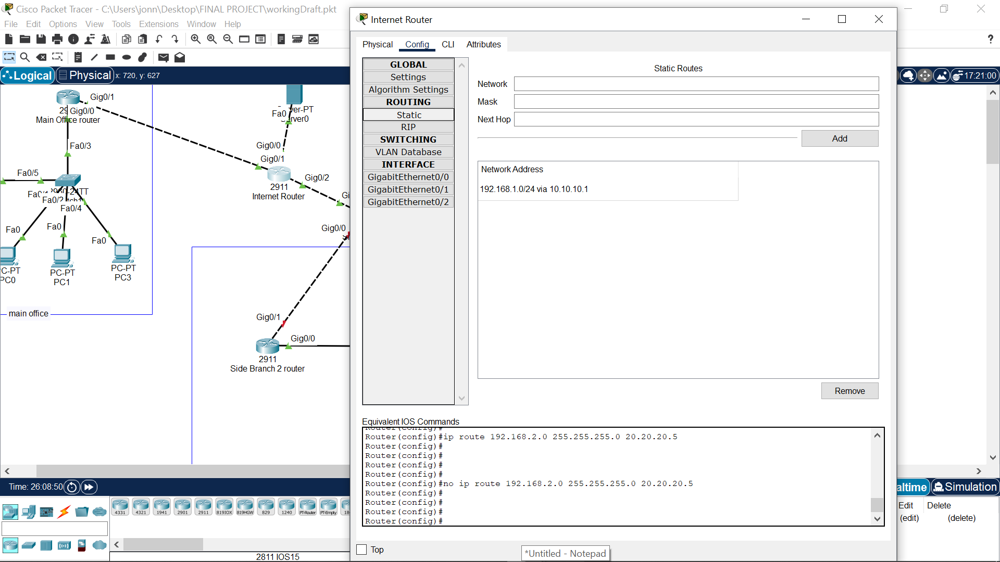 Cisco Packet Tracer - C:\Users\jonn\Desktop\FINAL PROJECT\workingDraft.pkt
File Edit Options View Tools Extensions Window Help
Logical
Physical
x: 720, y: 627
17:21:00
Gig0/1
Gig0/0
Main Office router
Fa0/3
Fa0/5
Fa0/2
Fa0/4
Fa0
Fa0
Fa0
PC-PT
PC1
PC-PT
PC3
C-PT
PC0
main office
ver-PT
Fa0
erver0
Gig0/0
Gig0/1
Gig0/2
2911
Internet Router
Gi
Gig0/0
Gig0/1
Gig0/0
2911
Side Branch 2 router
Internet Router
Physical Config CLI Attributes
GLOBAL
Settings
Algorithm Settings
ROUTING
Static
RIP
SWITCHING
VLAN Database
INTERFACE
GigabitEthernet0/0
GigabitEthernet0/1
GigabitEthernet0/2
Static Routes
Network
Mask
Next Hop
Add
Network Address
192.168.1.0/24 via 10.10.10.1
Remove
Equivalent IOS Commands
Router(config)#
Router(config)#ip route 192.168.2.0 255.255.255.0 20.20.20.5
Router(config)#
Router(config)#
Router(config)#
Router(config)#
Router(config)#no ip route 192.168.2.0 255.255.255.0 20.20.20.5
Router(config)#
Router(config)#
Router(config)#
Router(config)#
Top
*Untitled - Notepad
Time: 26:08:50
altime
Simulation
Edit Delete
(edit) (delete)
4331 4321 1941 2901 2911 819IOX 819HGW 829 1240 PT-Router PT-Empty 18
2811 IOS15